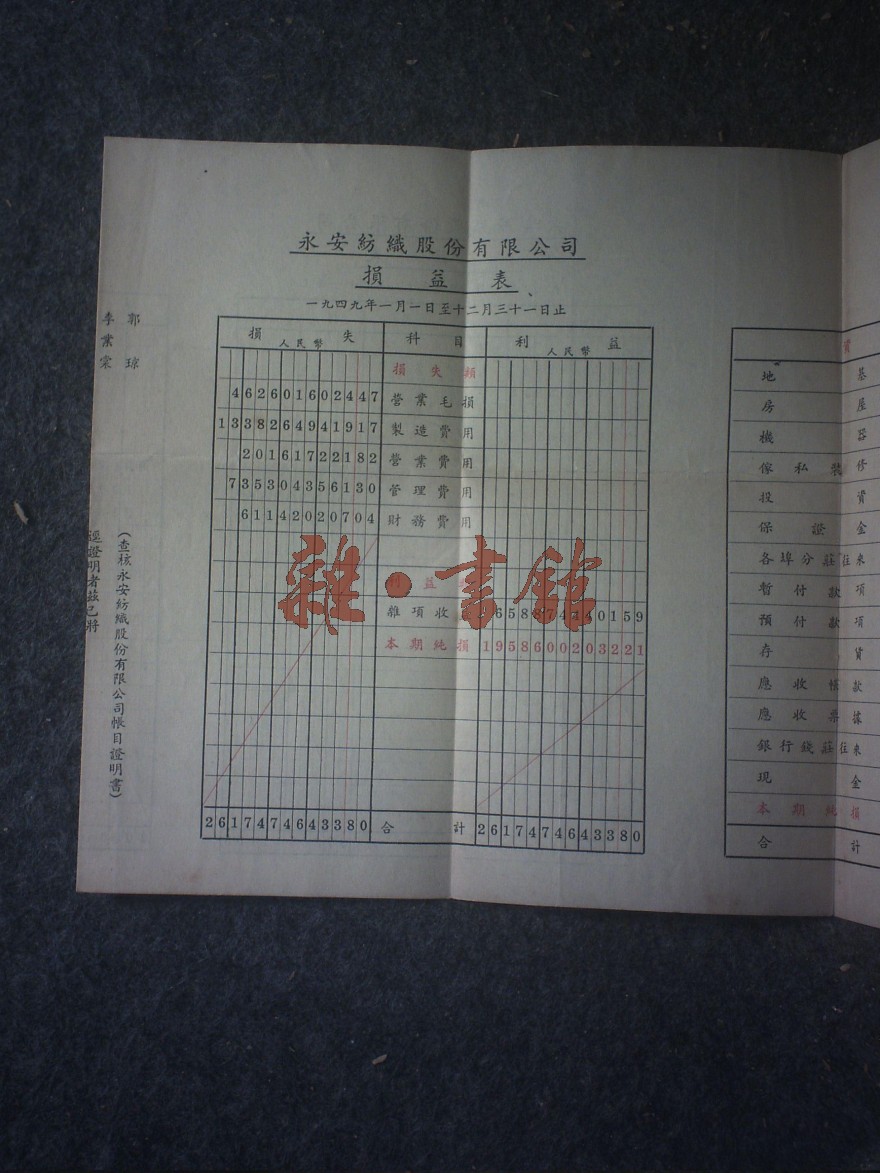 永安紡織股份有限公司
損益表
一九四九年一月一日至十二月三十一日止
損失 科目 利益
人民幣 人民幣
損失類
462601602447 營業毛損
1338264941917 製造費用
20161722182 營業費用
735304356130 管理費用
61142020704 財務費用
利益
雜項收 658874440159
本期純損 1958600203221
2617474643380 合計 2617474643380
雜·書館
郭琼
李業棠
(查核永安紡織股份有限公司帳目證明書)
逕證明者茲已將
資
地基
房屋
機器
傢私裝修
投資
保證金
各埠分莊往來
暫付款項
預付款項
存貨
應收帳款
應收票據
銀行錢莊往來
現金
本期純損
合計